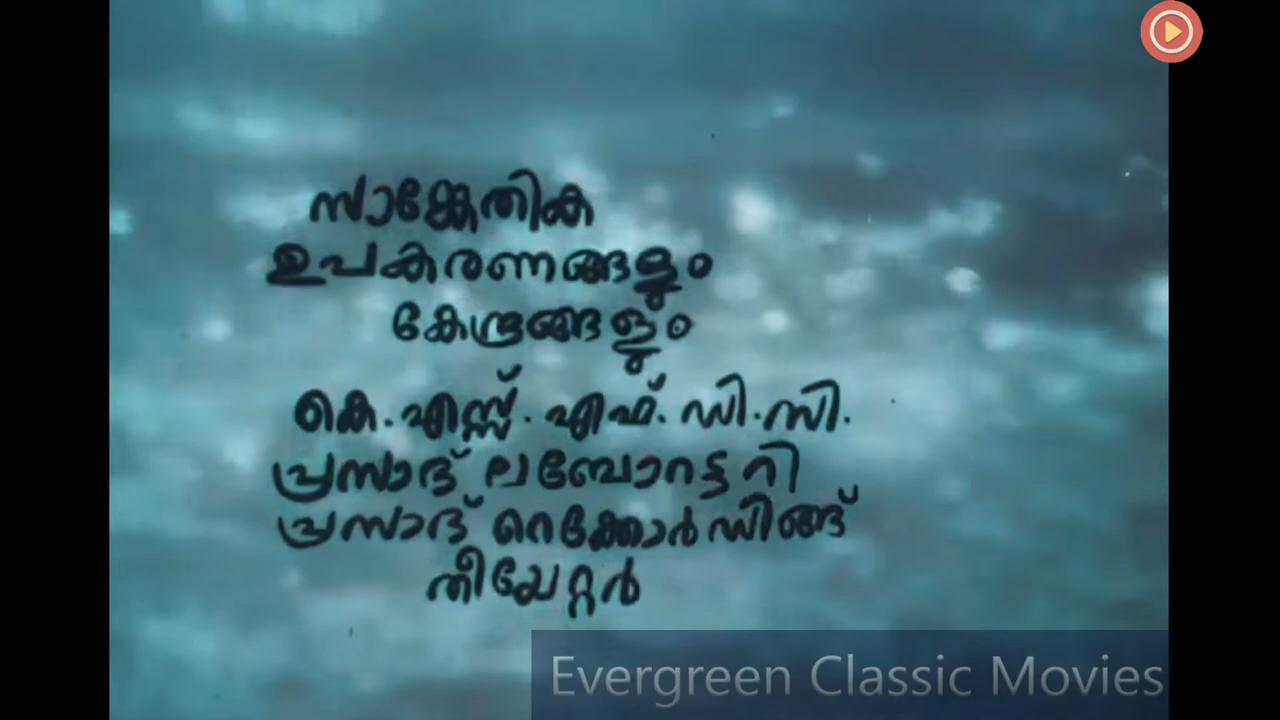 സാങ്കേതിക
ഉപകരണങ്ങളും
കേന്ദ്രങ്ങളും
കെ.എസ്സ്.എഫ്.ഡി.സി.
പ്രസാദ് ലബോറട്ടറി
പ്രസാദ് റെക്കോർഡിങ്ങ്
തീയേറ്റർ
Evergreen Classic Movies